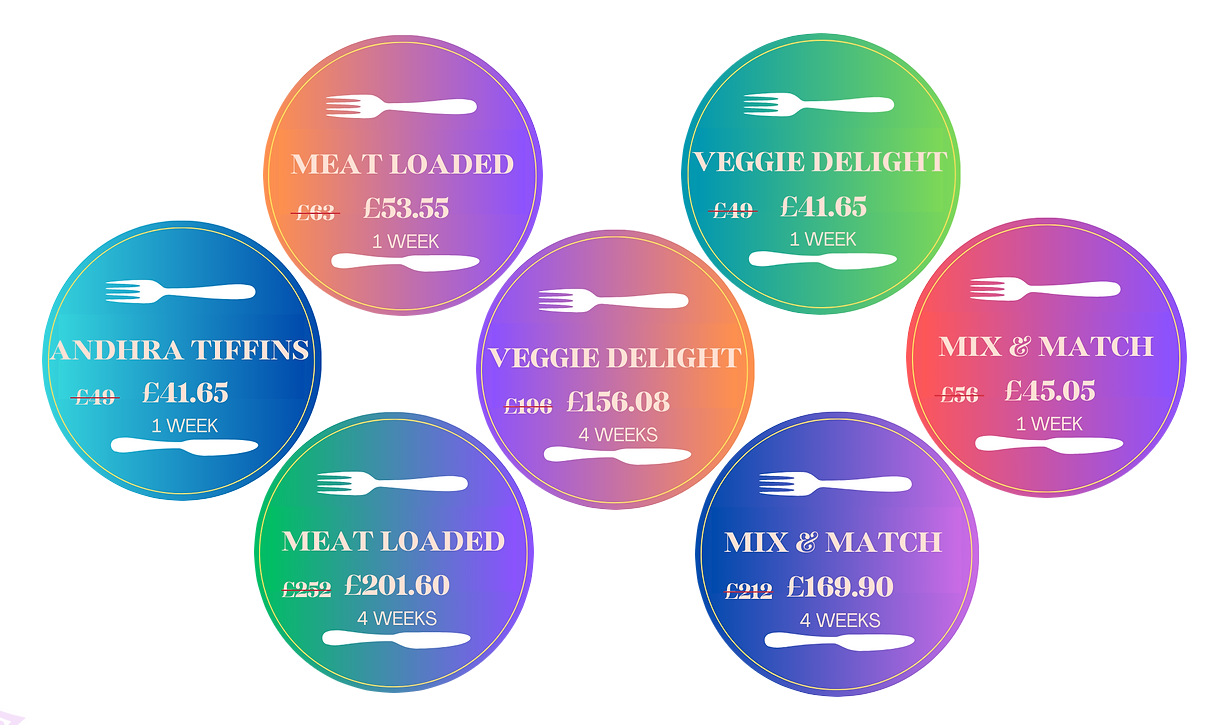 MEAT LOADED
£63 £53.55
1 WEEK
VEGGIE DELIGHT
£49 £41.65
1 WEEK
ANDHRA TIFFINS
£49 £41.65
1 WEEK
VEGGIE DELIGHT
£196 £156.08
4 WEEKS
MIX & MATCH
£56 £45.05
1 WEEK
MEAT LOADED
£252 £201.60
4 WEEKS
MIX & MATCH
£212 £169.90
4 WEEKS